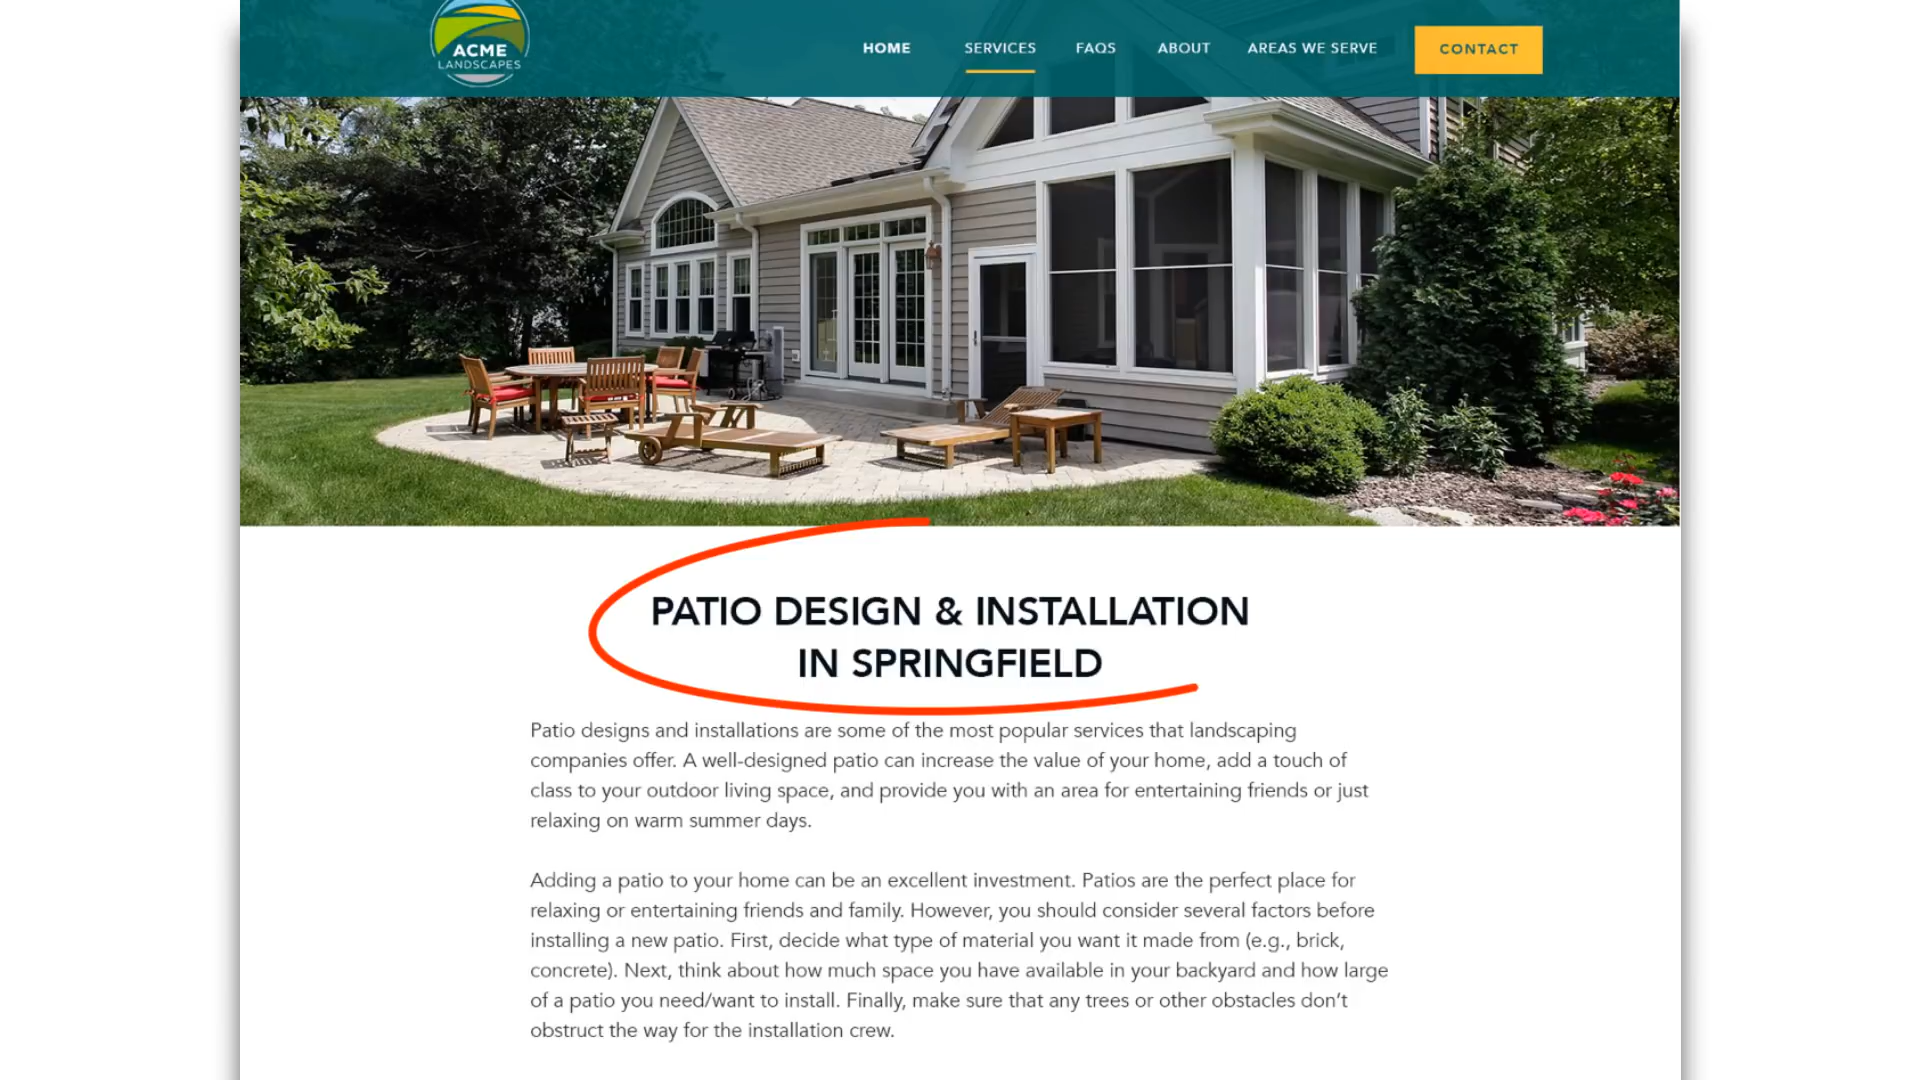 ACME
LANDSCAPES
HOME
SERVICES
FAQS
ABOUT
AREAS WE SERVE
CONTACT
PATIO DESIGN & INSTALLATION
IN SPRINGFIELD
Patio designs and installations are some of the most popular services that landscaping
companies offer. A well-designed patio can increase the value of your home, add a touch of
class to your outdoor living space, and provide you with an area for entertaining friends or just
relaxing on warm summer days.
Adding a patio to your home can be an excellent investment. Patios are the perfect place for
relaxing or entertaining friends and family. However, you should consider several factors before
installing a new patio. First, decide what type of material you want it made from (e.g., brick,
concrete). Next, think about how much space you have available in your backyard and how large
of a patio you need/want to install. Finally, make sure that any trees or other obstacles don’t
obstruct the way for the installation crew.